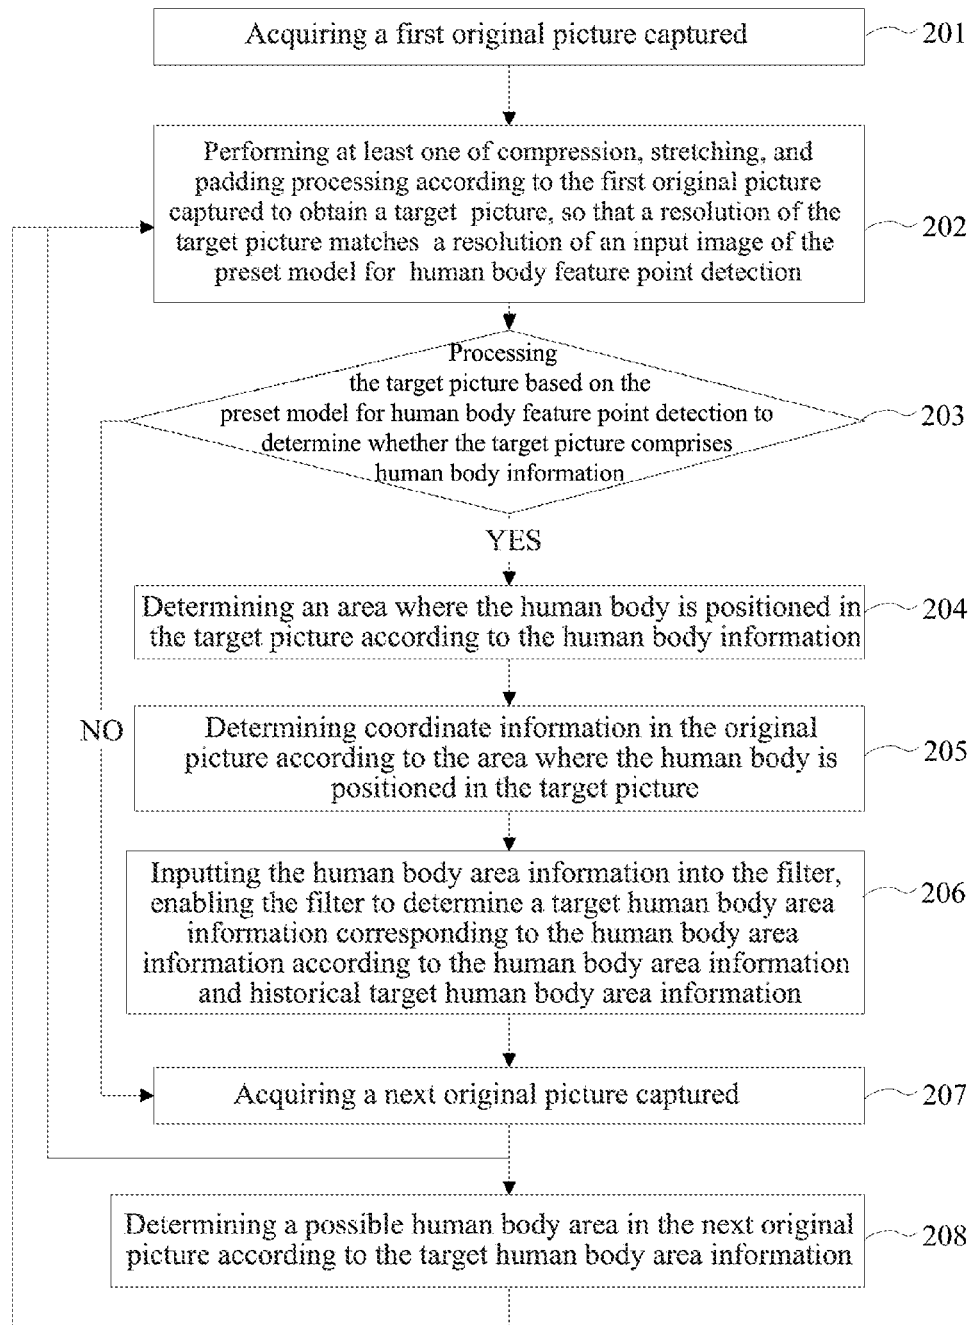 Acquiring a first original picture captured
201
Performing at least one of compression, stretching, and
padding processing according to the first original picture
captured to obtain a target picture, so that a resolution of the
target picture matches a resolution of an input image of the
preset model for human body feature point detection
202
Processing
the target picture based on the
preset model for human body feature point detection to
determine whether the target picture comprises
human body information
203
YES
Determining an area where the human body is positioned in
the target picture according to the human body information
204
NO
Determining coordinate information in the original
picture according to the area where the human body is
positioned in the target picture
205
Inputting the human body area information into the filter,
enabling the filter to determine a target human body area
information corresponding to the human body area
information according to the human body area information
and historical target human body area information
206
Acquiring a next original picture captured
207
Determining a possible human body area in the next original
picture according to the target human body area information
208